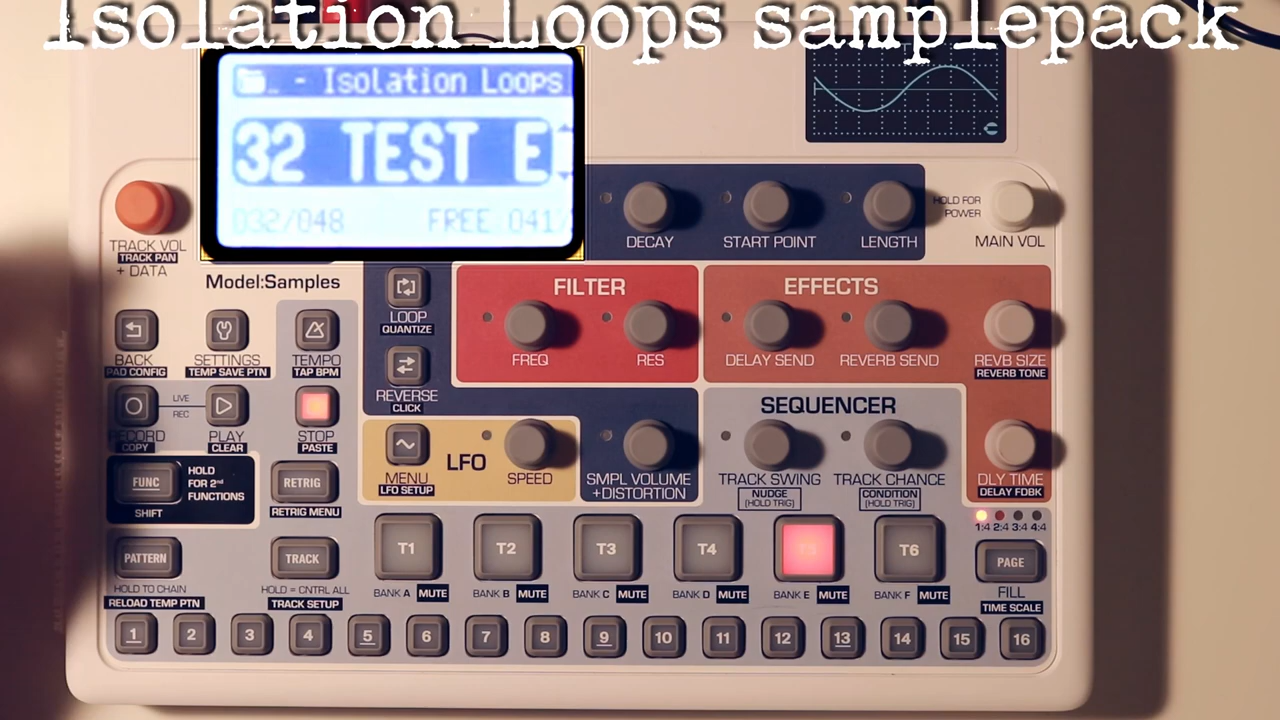 Isolation Loops samplepack
- Isolation Loops
32 TEST E
032/048 FREE:041/
DECAY START POINT LENGTH
HOLD FOR
POWER
MAIN VOL
TRACK VOL
TRACK PAN
+ DATA
Model:Samples
LOOP
QUANTIZE
FILTER
FREQ RES
EFFECTS
DELAY SEND REVERB SEND REVB SIZE
REVERB TONE
BACK SETTINGS TEMPO
PAD CONFIG TEMP SAVE PTN TAP BPM
REVERSE
CLICK
LIVE
REC
RECORD PLAY STOP
COPY CLEAR PASTE
SEQUENCER
MENU LFO SPEED
LFO SETUP
SMPL VOLUME
+DISTORTION
TRACK SWING TRACK CHANCE DLY TIME
NUDGE CONDITION DELAY FDBK
[HOLD TRIG] [HOLD TRIG]
FUNC
HOLD
FOR 2nd
FUNCTIONS
SHIFT
RETRIG
RETRIG MENU
1:4 2:4 3:4 4:4
PATTERN TRACK T1 T2 T3 T4 T5 T6 PAGE
HOLD TO CHAIN HOLD = CNTRL ALL BANK A MUTE BANK B MUTE BANK C MUTE BANK D MUTE BANK E MUTE BANK F MUTE FILL
RELOAD TEMP PTN TRACK SETUP TIME SCALE
1 2 3 4 5 6 7 8 9 10 11 12 13 14 15 16